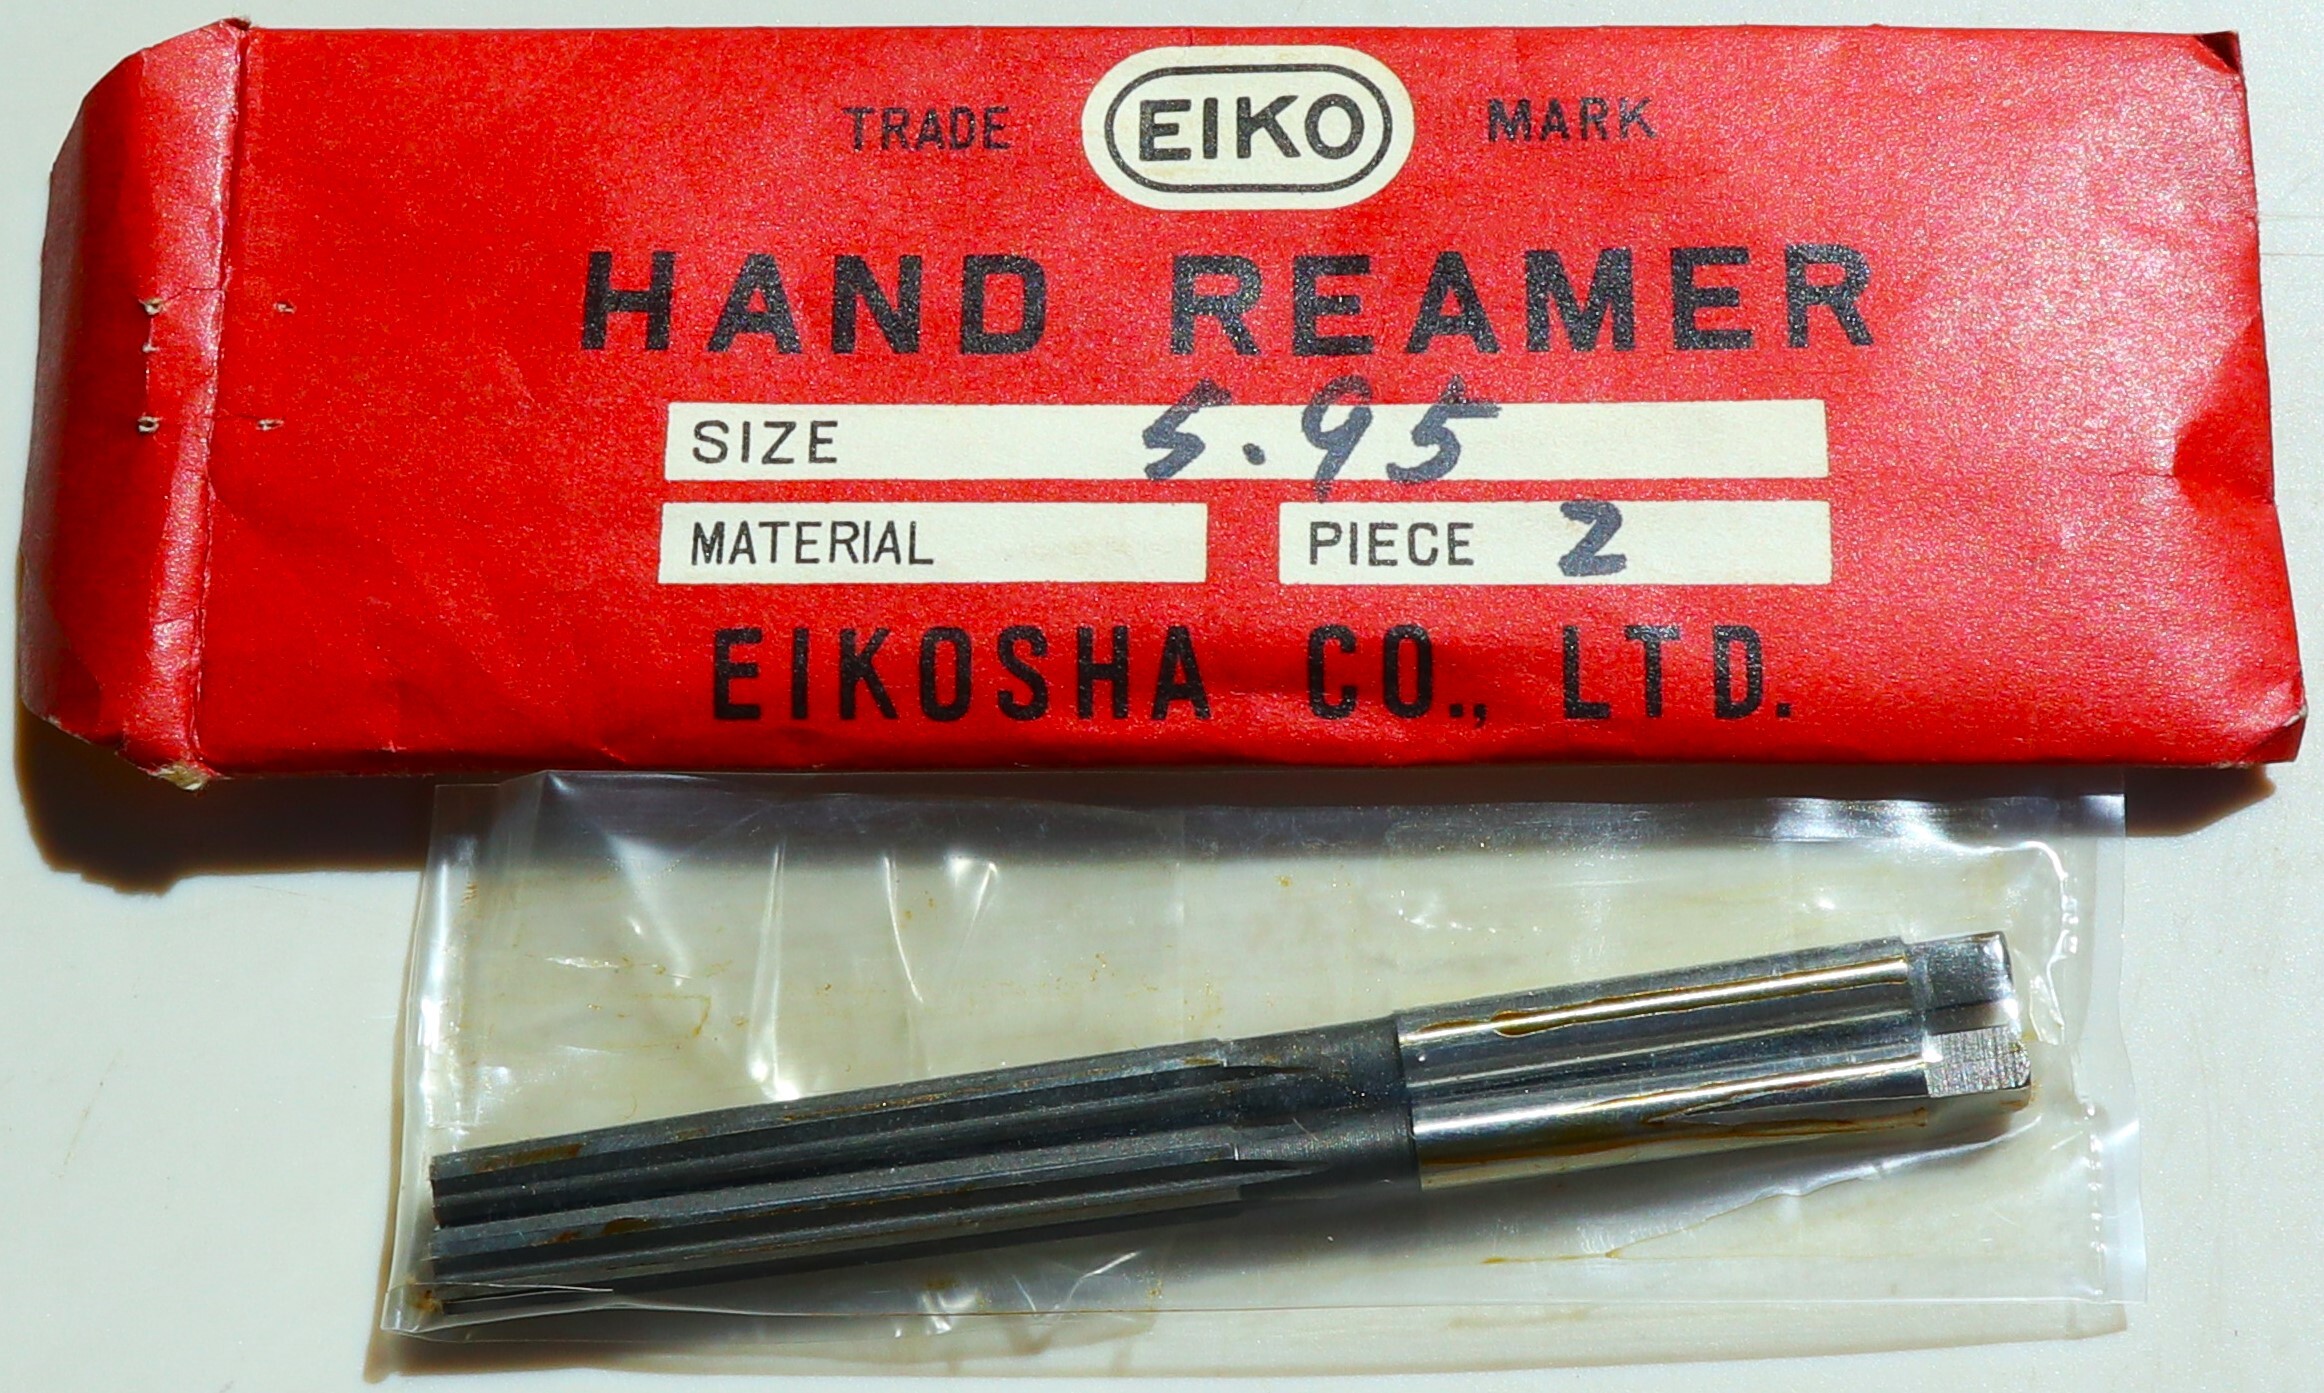 TRADE EIKO MARK
HAND REAMER
SIZE 5.95
MATERIAL PIECE 2
EIKOSHA CO., LTD.